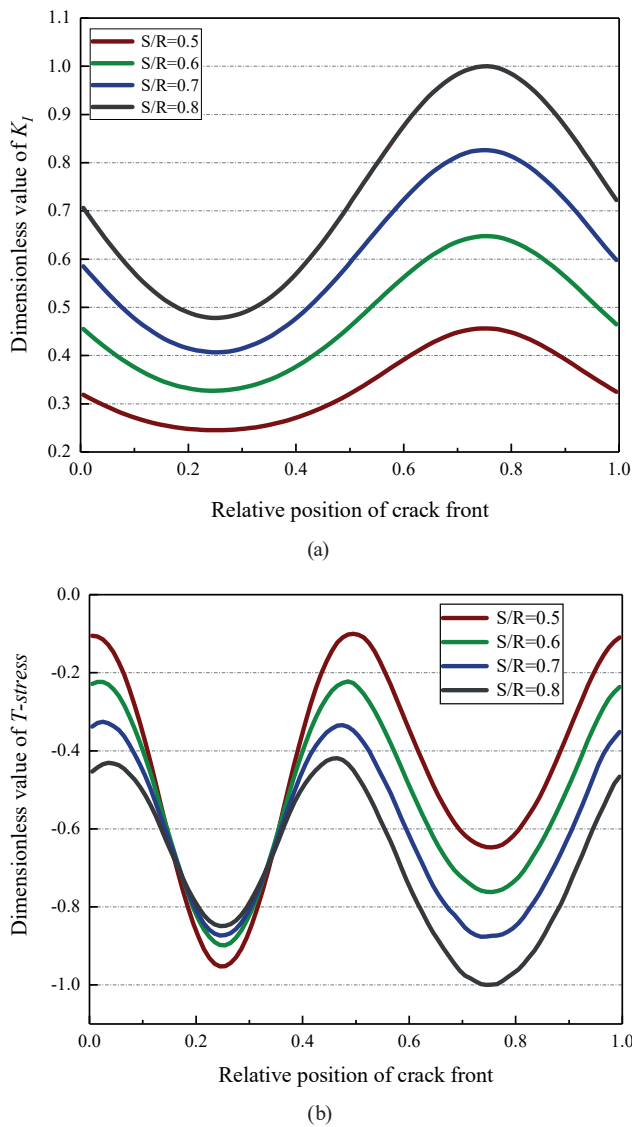 1.1
1.0
0.9
0.8
0.7
0.6
0.5
0.4
0.3
0.2
Dimensionless value of K_I
S/R=0.5
S/R=0.6
S/R=0.7
S/R=0.8
0.0 0.2 0.4 0.6 0.8 1.0
Relative position of crack front
(a)
0.0
-0.2
-0.4
-0.6
-0.8
-1.0
Dimensionless value of T-stress
S/R=0.5
S/R=0.6
S/R=0.7
S/R=0.8
0.0 0.2 0.4 0.6 0.8 1.0
Relative position of crack front
(b)